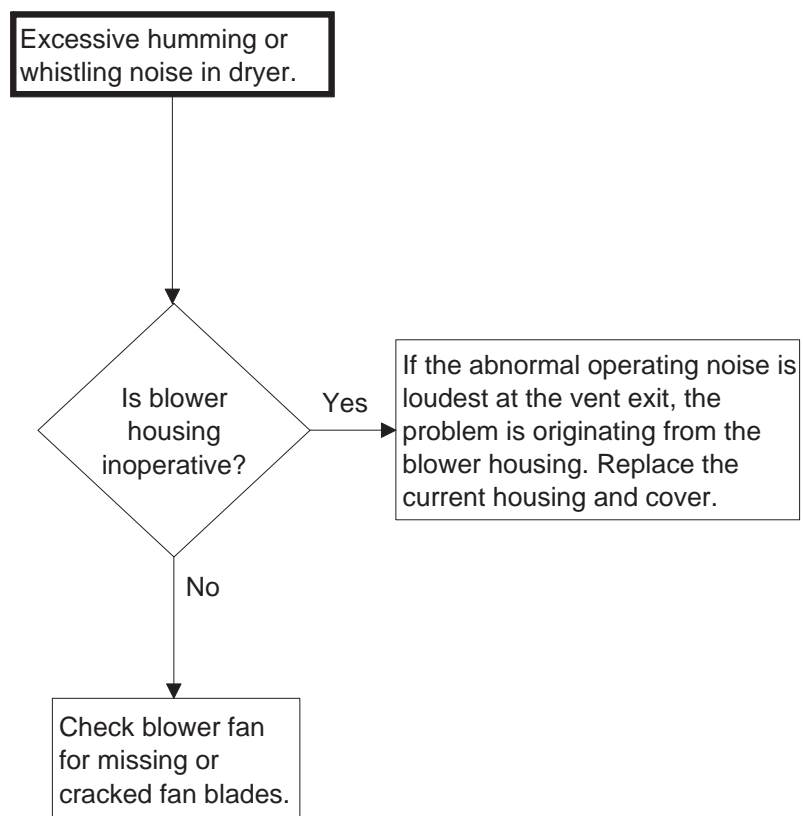 Excessive humming or
whistling noise in dryer.
Is blower
housing
inoperative?
Yes
If the abnormal operating noise is
loudest at the vent exit, the
problem is originating from the
blower housing. Replace the
current housing and cover.
No
Check blower fan
for missing or
cracked fan blades.